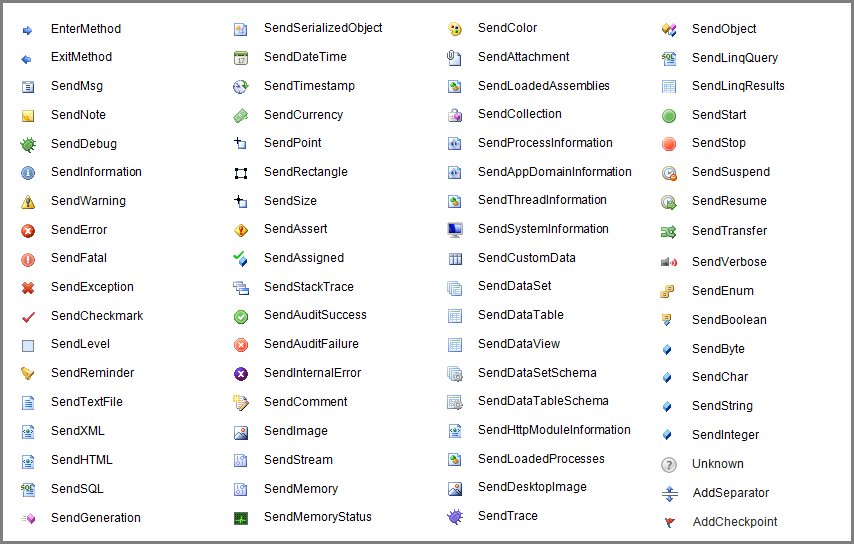 EnterMethod
ExitMethod
SendMsg
SendNote
SendDebug
SendInformation
SendWarning
SendError
SendFatal
SendException
SendCheckmark
SendLevel
SendReminder
SendTextFile
SendXML
SendHTML
SendSQL
SendGeneration
SendSerializedObject
SendDateTime
SendTimestamp
SendCurrency
SendPoint
SendRectangle
SendSize
SendAssert
SendAssigned
SendStackTrace
SendAuditSuccess
SendAuditFailure
SendInternalError
SendComment
SendImage
SendStream
SendMemory
SendMemoryStatus
SendColor
SendAttachment
SendLoadedAssemblies
SendCollection
SendProcessInformation
SendAppDomainInformation
SendThreadInformation
SendSystemInformation
SendCustomData
SendDataSet
SendDataTable
SendDataView
SendDataSetSchema
SendDataTableSchema
SendHttpModuleInformation
SendLoadedProcesses
SendDesktopImage
SendTrace
SendObject
SendLinqQuery
SendLinqResults
SendStart
SendStop
SendSuspend
SendResume
SendTransfer
SendVerbose
SendEnum
SendBoolean
SendByte
SendChar
SendString
SendInteger
Unknown
AddSeparator
AddCheckpoint